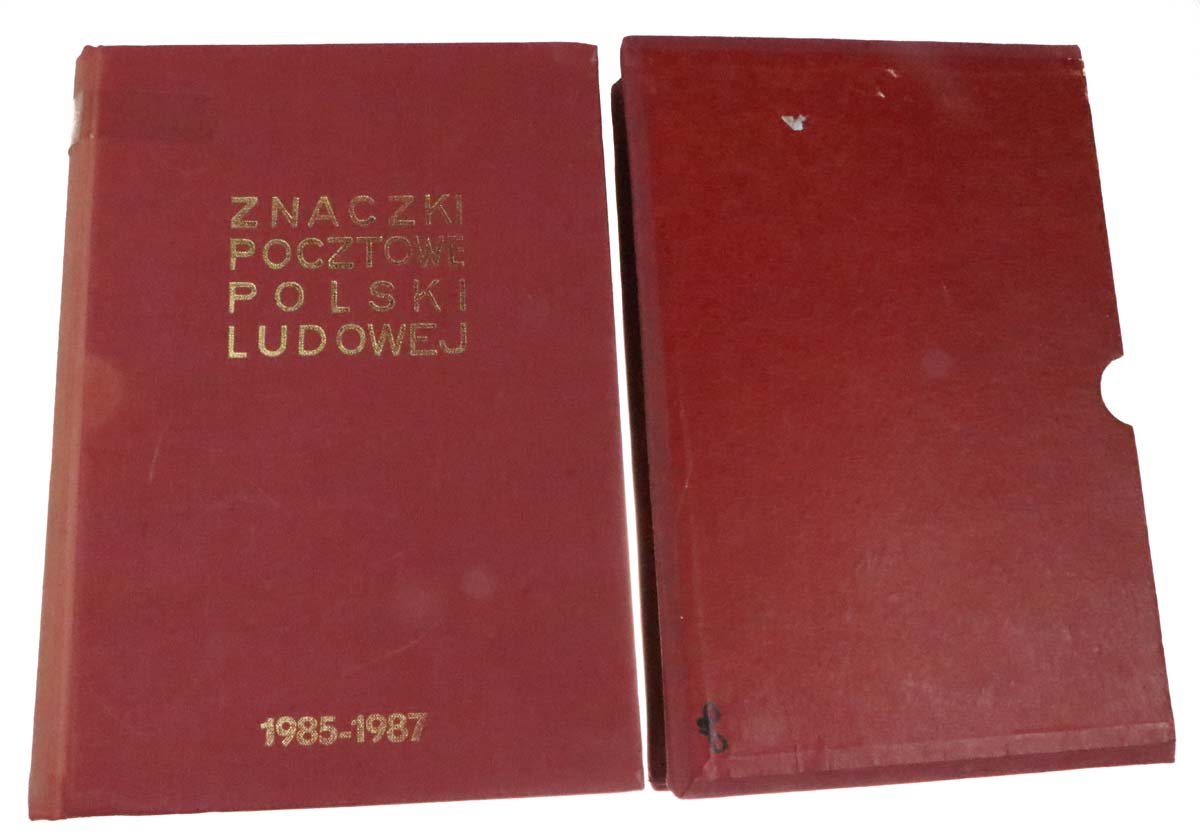 ZNACZKI
POCZTOWE
POLSKI
LUDOWEJ
1985-1987